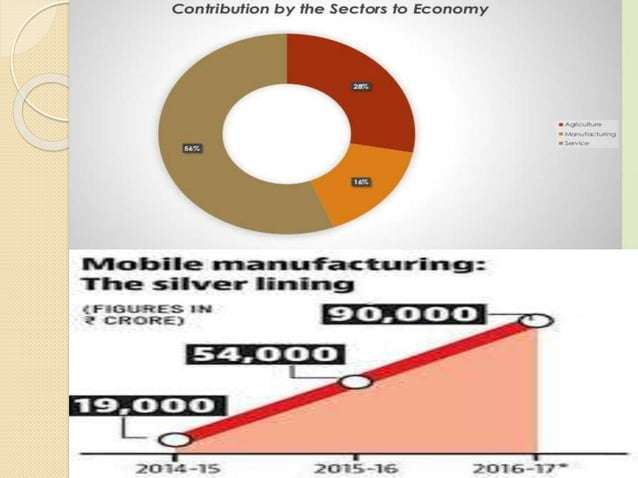 Contribution by the Sectors to Economy
28%
Agriculture
Manufacturing
Service
56%
16%
Mobile manufacturing:
The silver lining
(FIGURES IN
₹ CRORE)
90,000
54,000
19,000
2014-15 2015-16 2016-17*